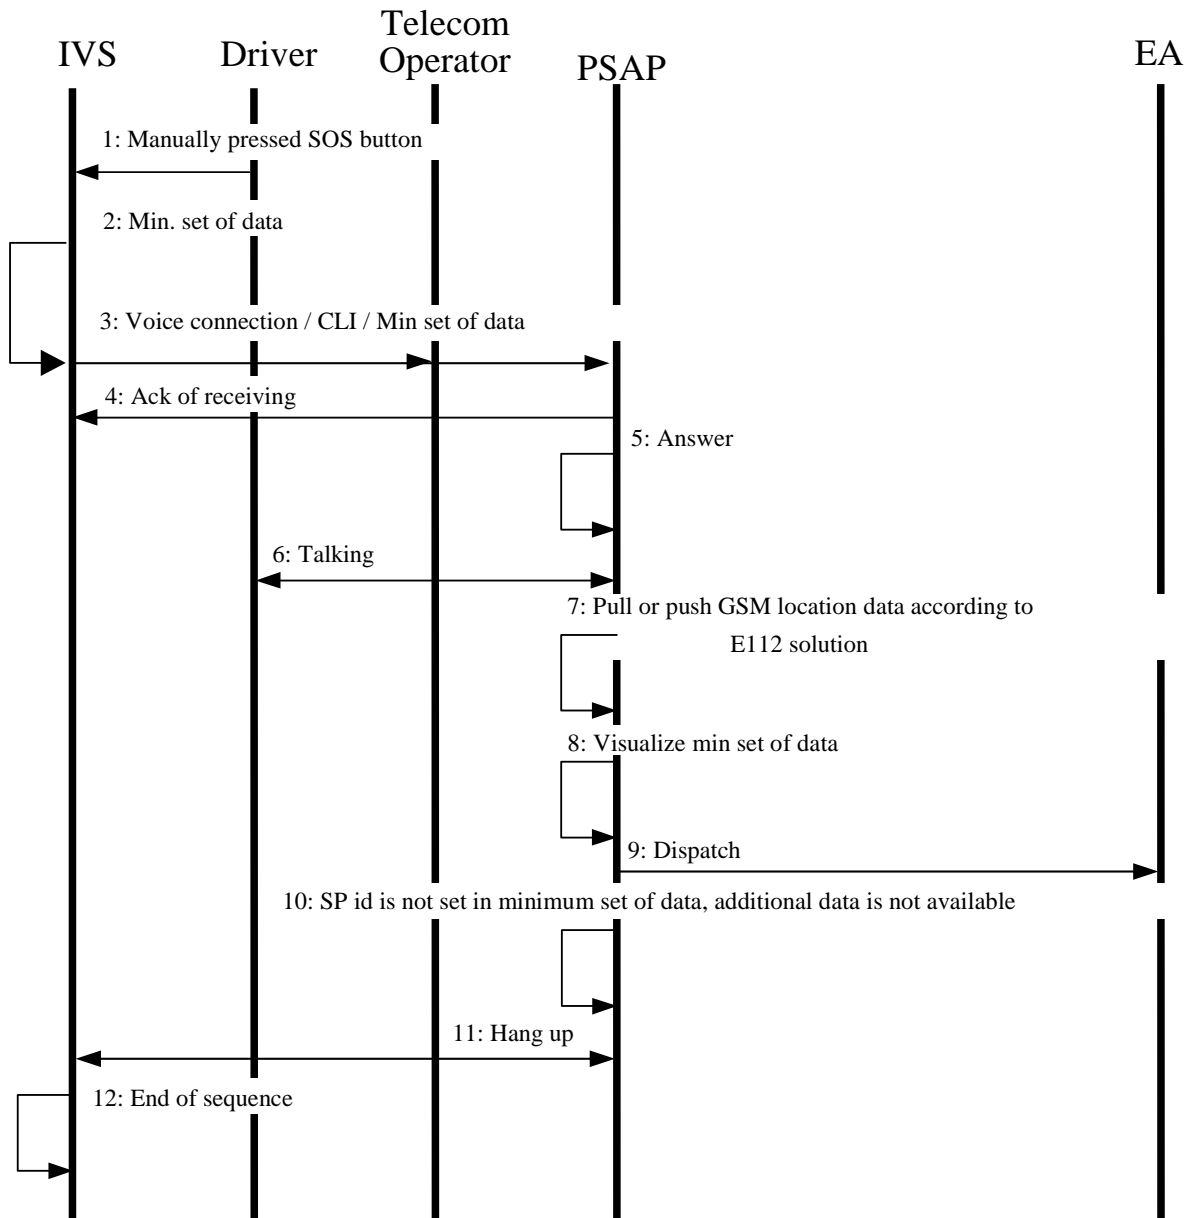 IVS
Driver
Telecom
Operator
PSAP
EA
1: Manually pressed SOS button
2: Min. set of data
3: Voice connection / CLI / Min set of data
4: Ack of receiving
5: Answer
6: Talking
7: Pull or push GSM location data according to
E112 solution
8: Visualize min set of data
9: Dispatch
10: SP id is not set in minimum set of data, additional data is not available
11: Hang up
12: End of sequence